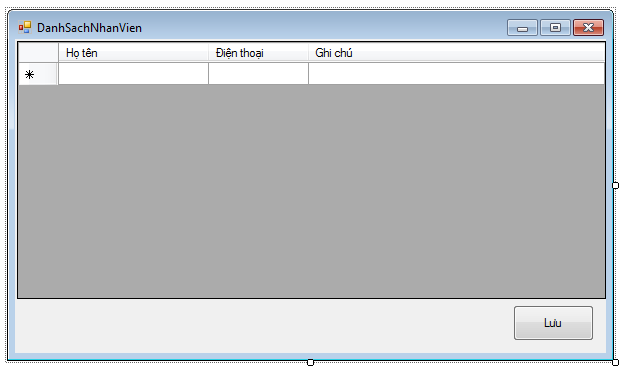 DanhSachNhanVien
Họ tên Điện thoại Ghi chú
Lưu